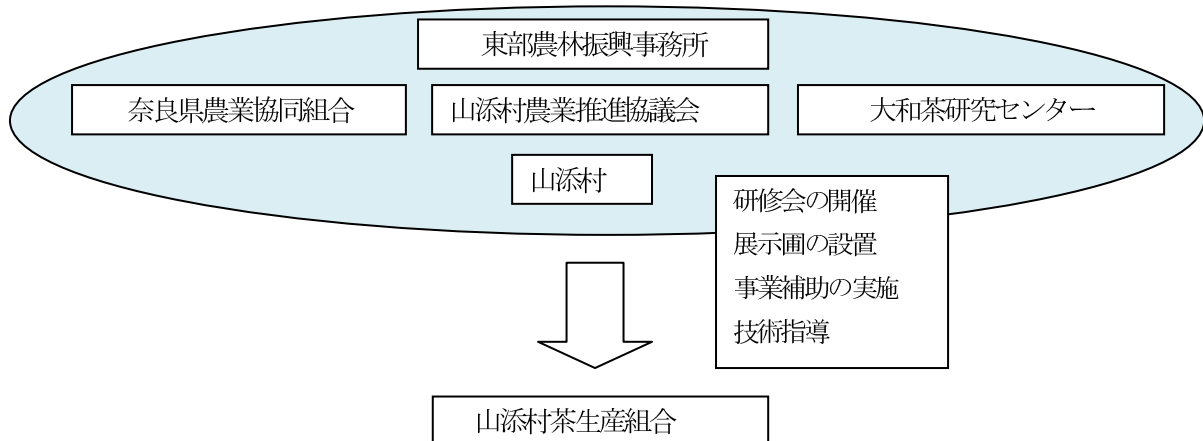 東部農林振興事務所
奈良県農業協同組合
山添村農業推進協議会
大和茶研究センター
山添村
研修会の開催
展示圃の設置
事業補助の実施
技術指導
山添村茶生産組合